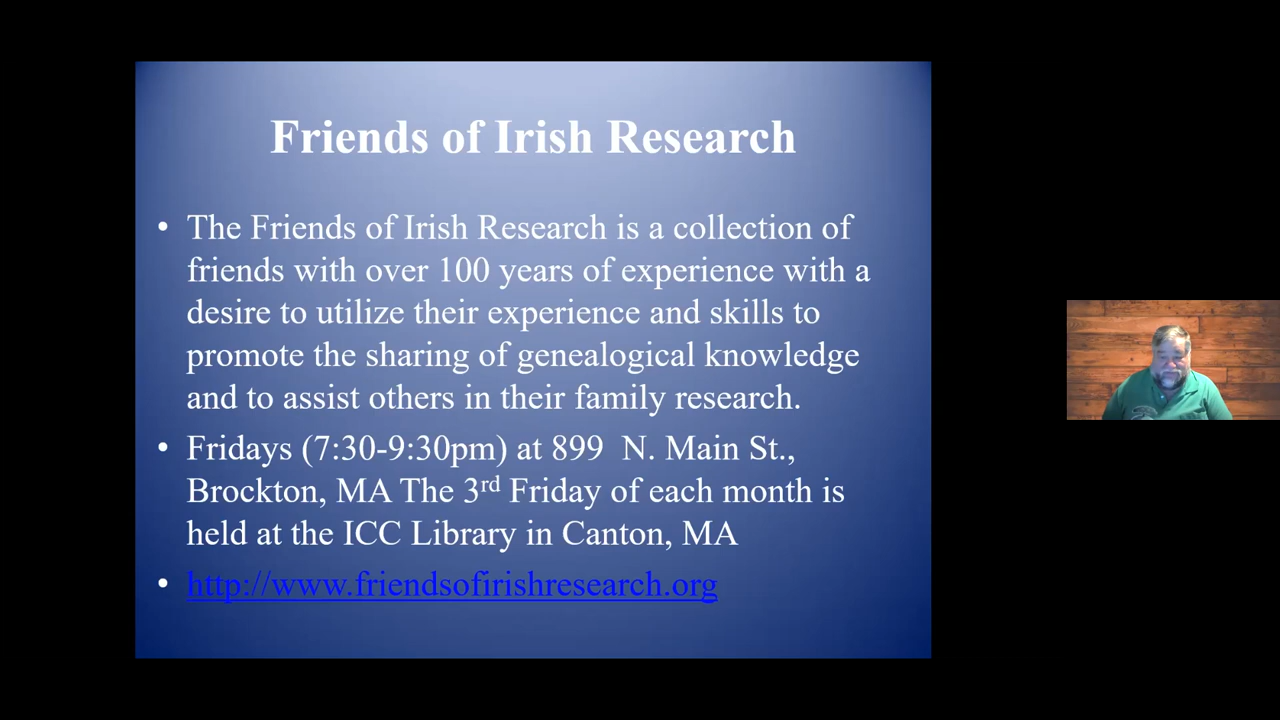 Friends of Irish Research
• The Friends of Irish Research is a collection of
friends with over 100 years of experience with a
desire to utilize their experience and skills to
promote the sharing of genealogical knowledge
and to assist others in their family research.
• Fridays (7:30-9:30pm) at 899  N. Main St.,
Brockton, MA The 3rd Friday of each month is
held at the ICC Library in Canton, MA
• http://www.friendsofirishresearch.org